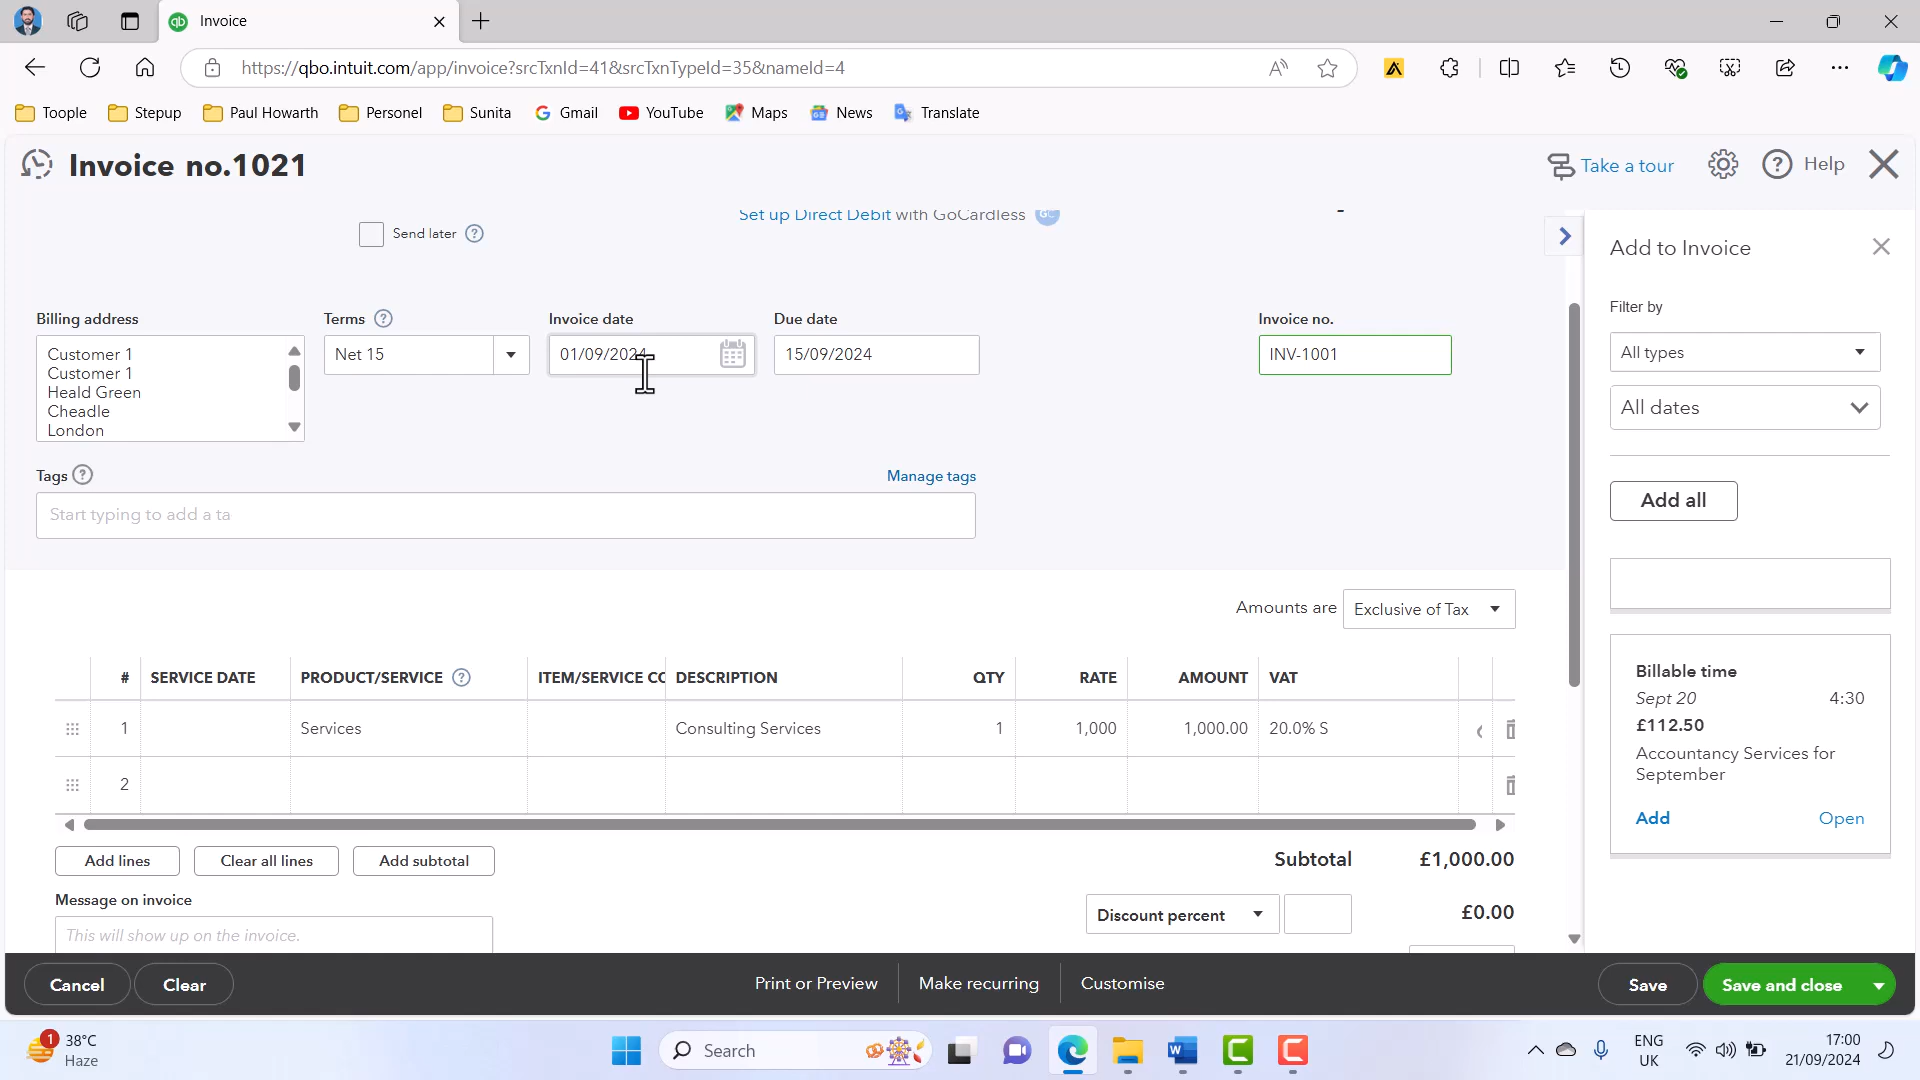 Invoice
https://qbo.intuit.com/app/invoice?srcTxnId=41&srcTxnTypeId=35&nameId=4
Toople Stepup Paul Howarth Personel Sunita Gmail YouTube Maps News Translate
Invoice no.1021
Take a tour
Help
Set up Direct Debit with GoCardless GC
Send later
Add to Invoice
Filter by
Billing address Terms Invoice date Due date Invoice no.
Customer 1
Customer 1
Heald Green
Cheadle
London
Net 15
01/09/2024
15/09/2024
INV-1001
All types
All dates
Tags
Manage tags
Start typing to add a ta
Add all
Amounts are Exclusive of Tax
# SERVICE DATE PRODUCT/SERVICE ITEM/SERVICE CO DESCRIPTION QTY RATE AMOUNT VAT
1 Services Consulting Services 1 1,000 1,000.00 20.0% S
2
Billable time
Sept 20 4:30
£112.50
Accountancy Services for
September
Add Open
Add lines Clear all lines Add subtotal
Subtotal £1,000.00
Message on invoice
This will show up on the invoice.
Discount percent
£0.00
Cancel Clear Print or Preview Make recurring Customise Save Save and close
1
38°C
Haze
Search
ENG
UK
17:00
21/09/2024